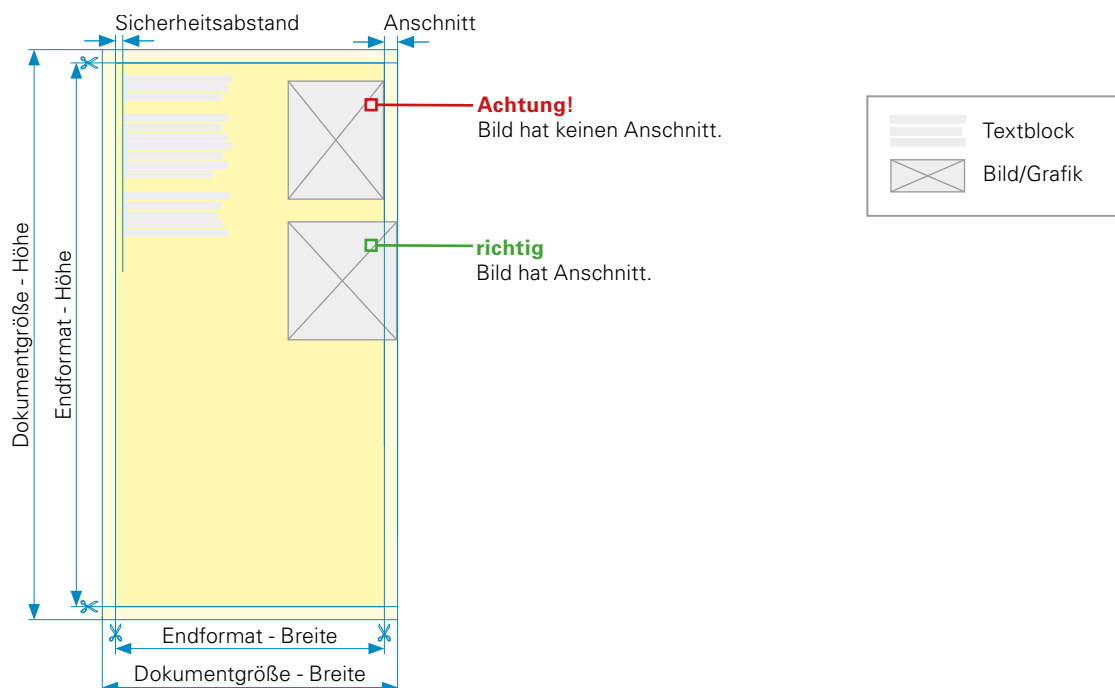 Sicherheitsabstand
Anschnitt
Achtung!
Bild hat keinen Anschnitt.
Textblock
Bild/Grafik
richtig
Bild hat Anschnitt.
Dokumentgröße - Höhe
Endformat - Höhe
Endformat - Breite
Dokumentgröße - Breite